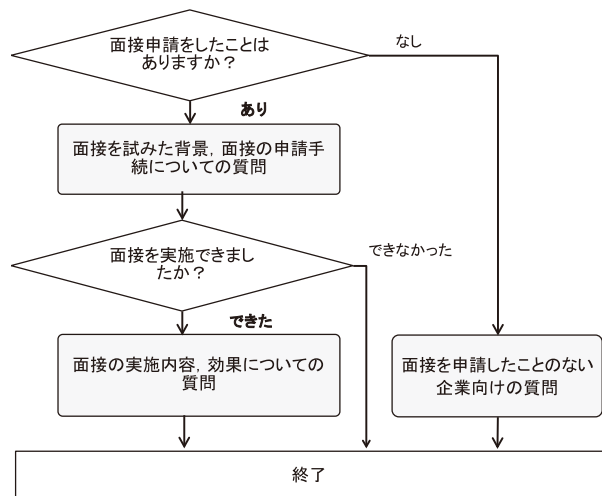 面接申請をしたことは
ありますか？
なし
あり
面接を試みた背景，面接の申請手
続についての質問
面接を実施できまし
たか？
できなかった
できた
面接の実施内容，効果についての
質問
面接を申請したことのない
企業向けの質問
終了